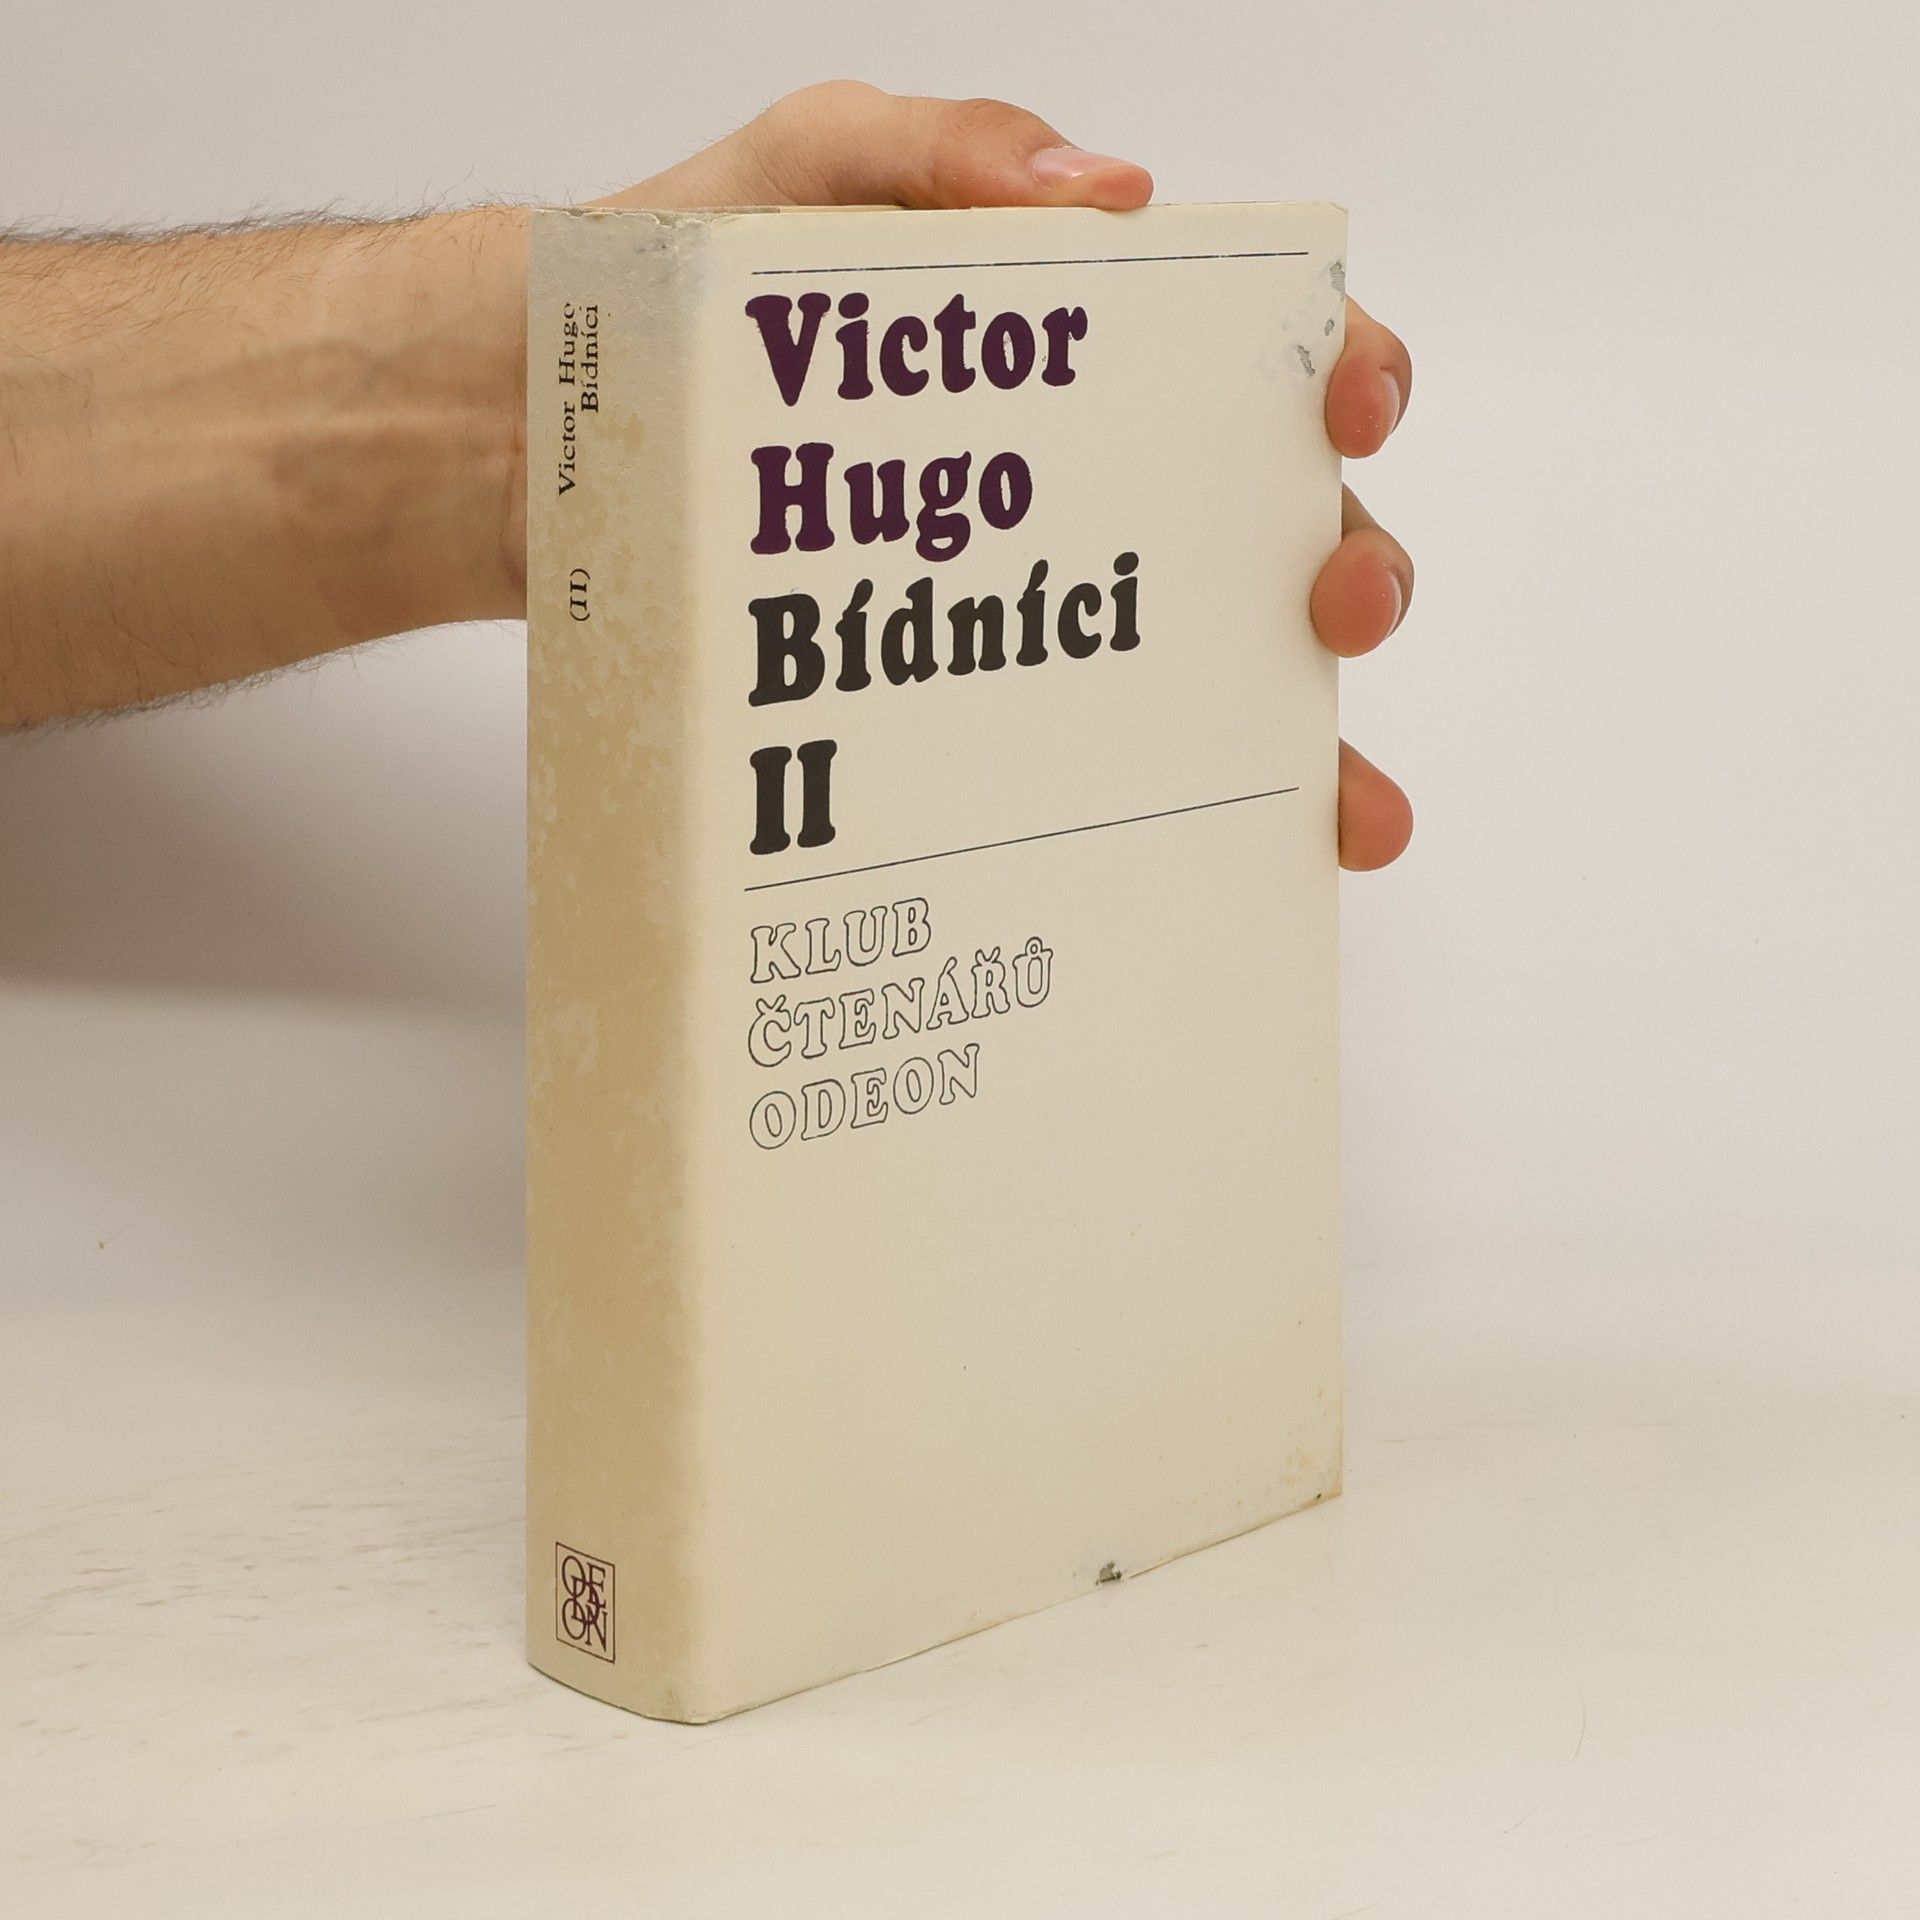 Victor
Hugo
Bídníci
II
KLUB
ČTENÁŘŮ
ODEON
Victor Hugo
Bídníci
(II)
ODEON